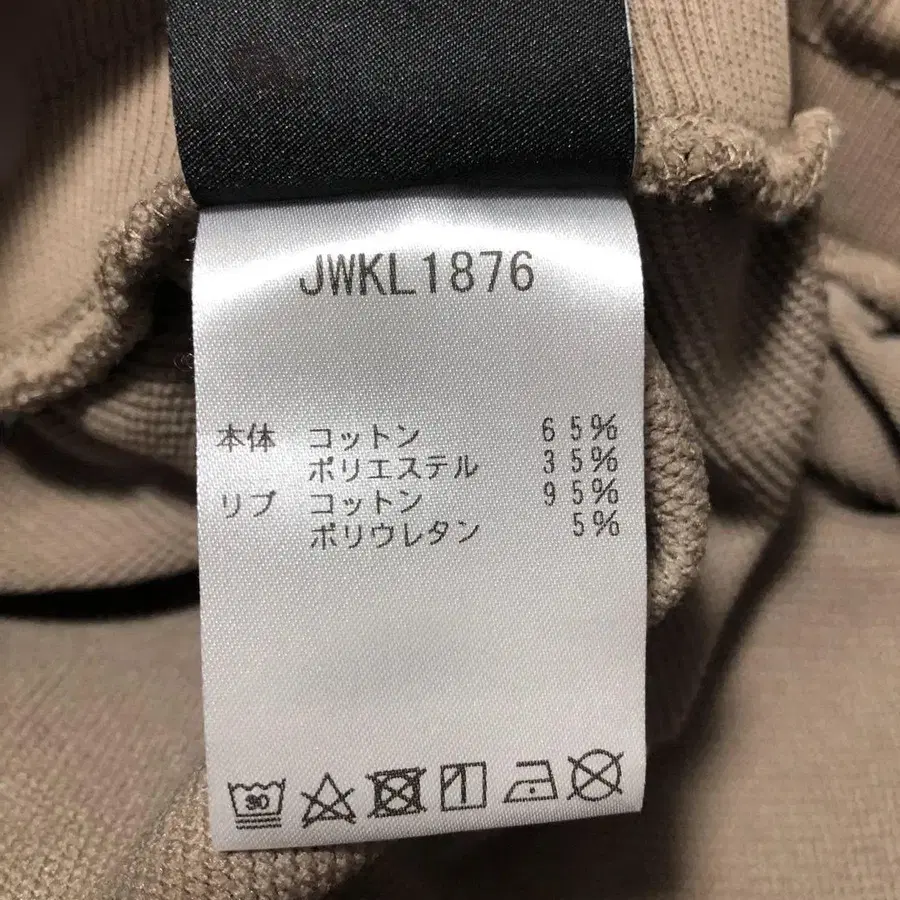 JWKL1876
本体 コットン 65%
ポリエステル 35%
リブ コットン 95%
ポリウレタン 5%
30